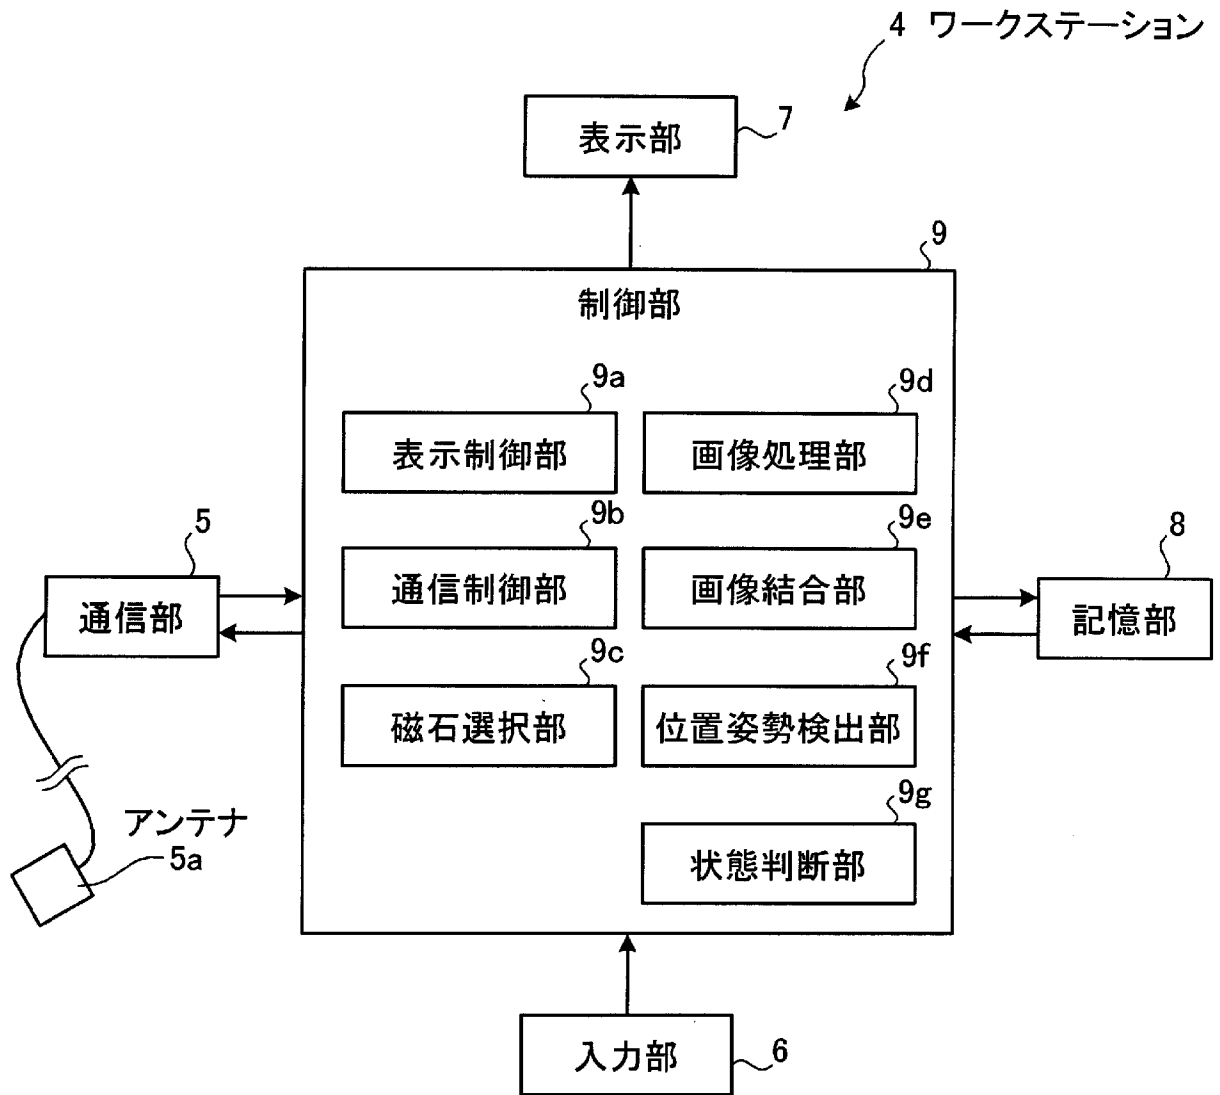 4 ワークステーション
7
表示部
9
制御部
9a
表示制御部
9d
画像処理部
9b
通信制御部
9e
画像結合部
5
通信部
8
記憶部
9c
磁石選択部
9f
位置姿勢検出部
アンテナ
5a
9g
状態判断部
入力部
6